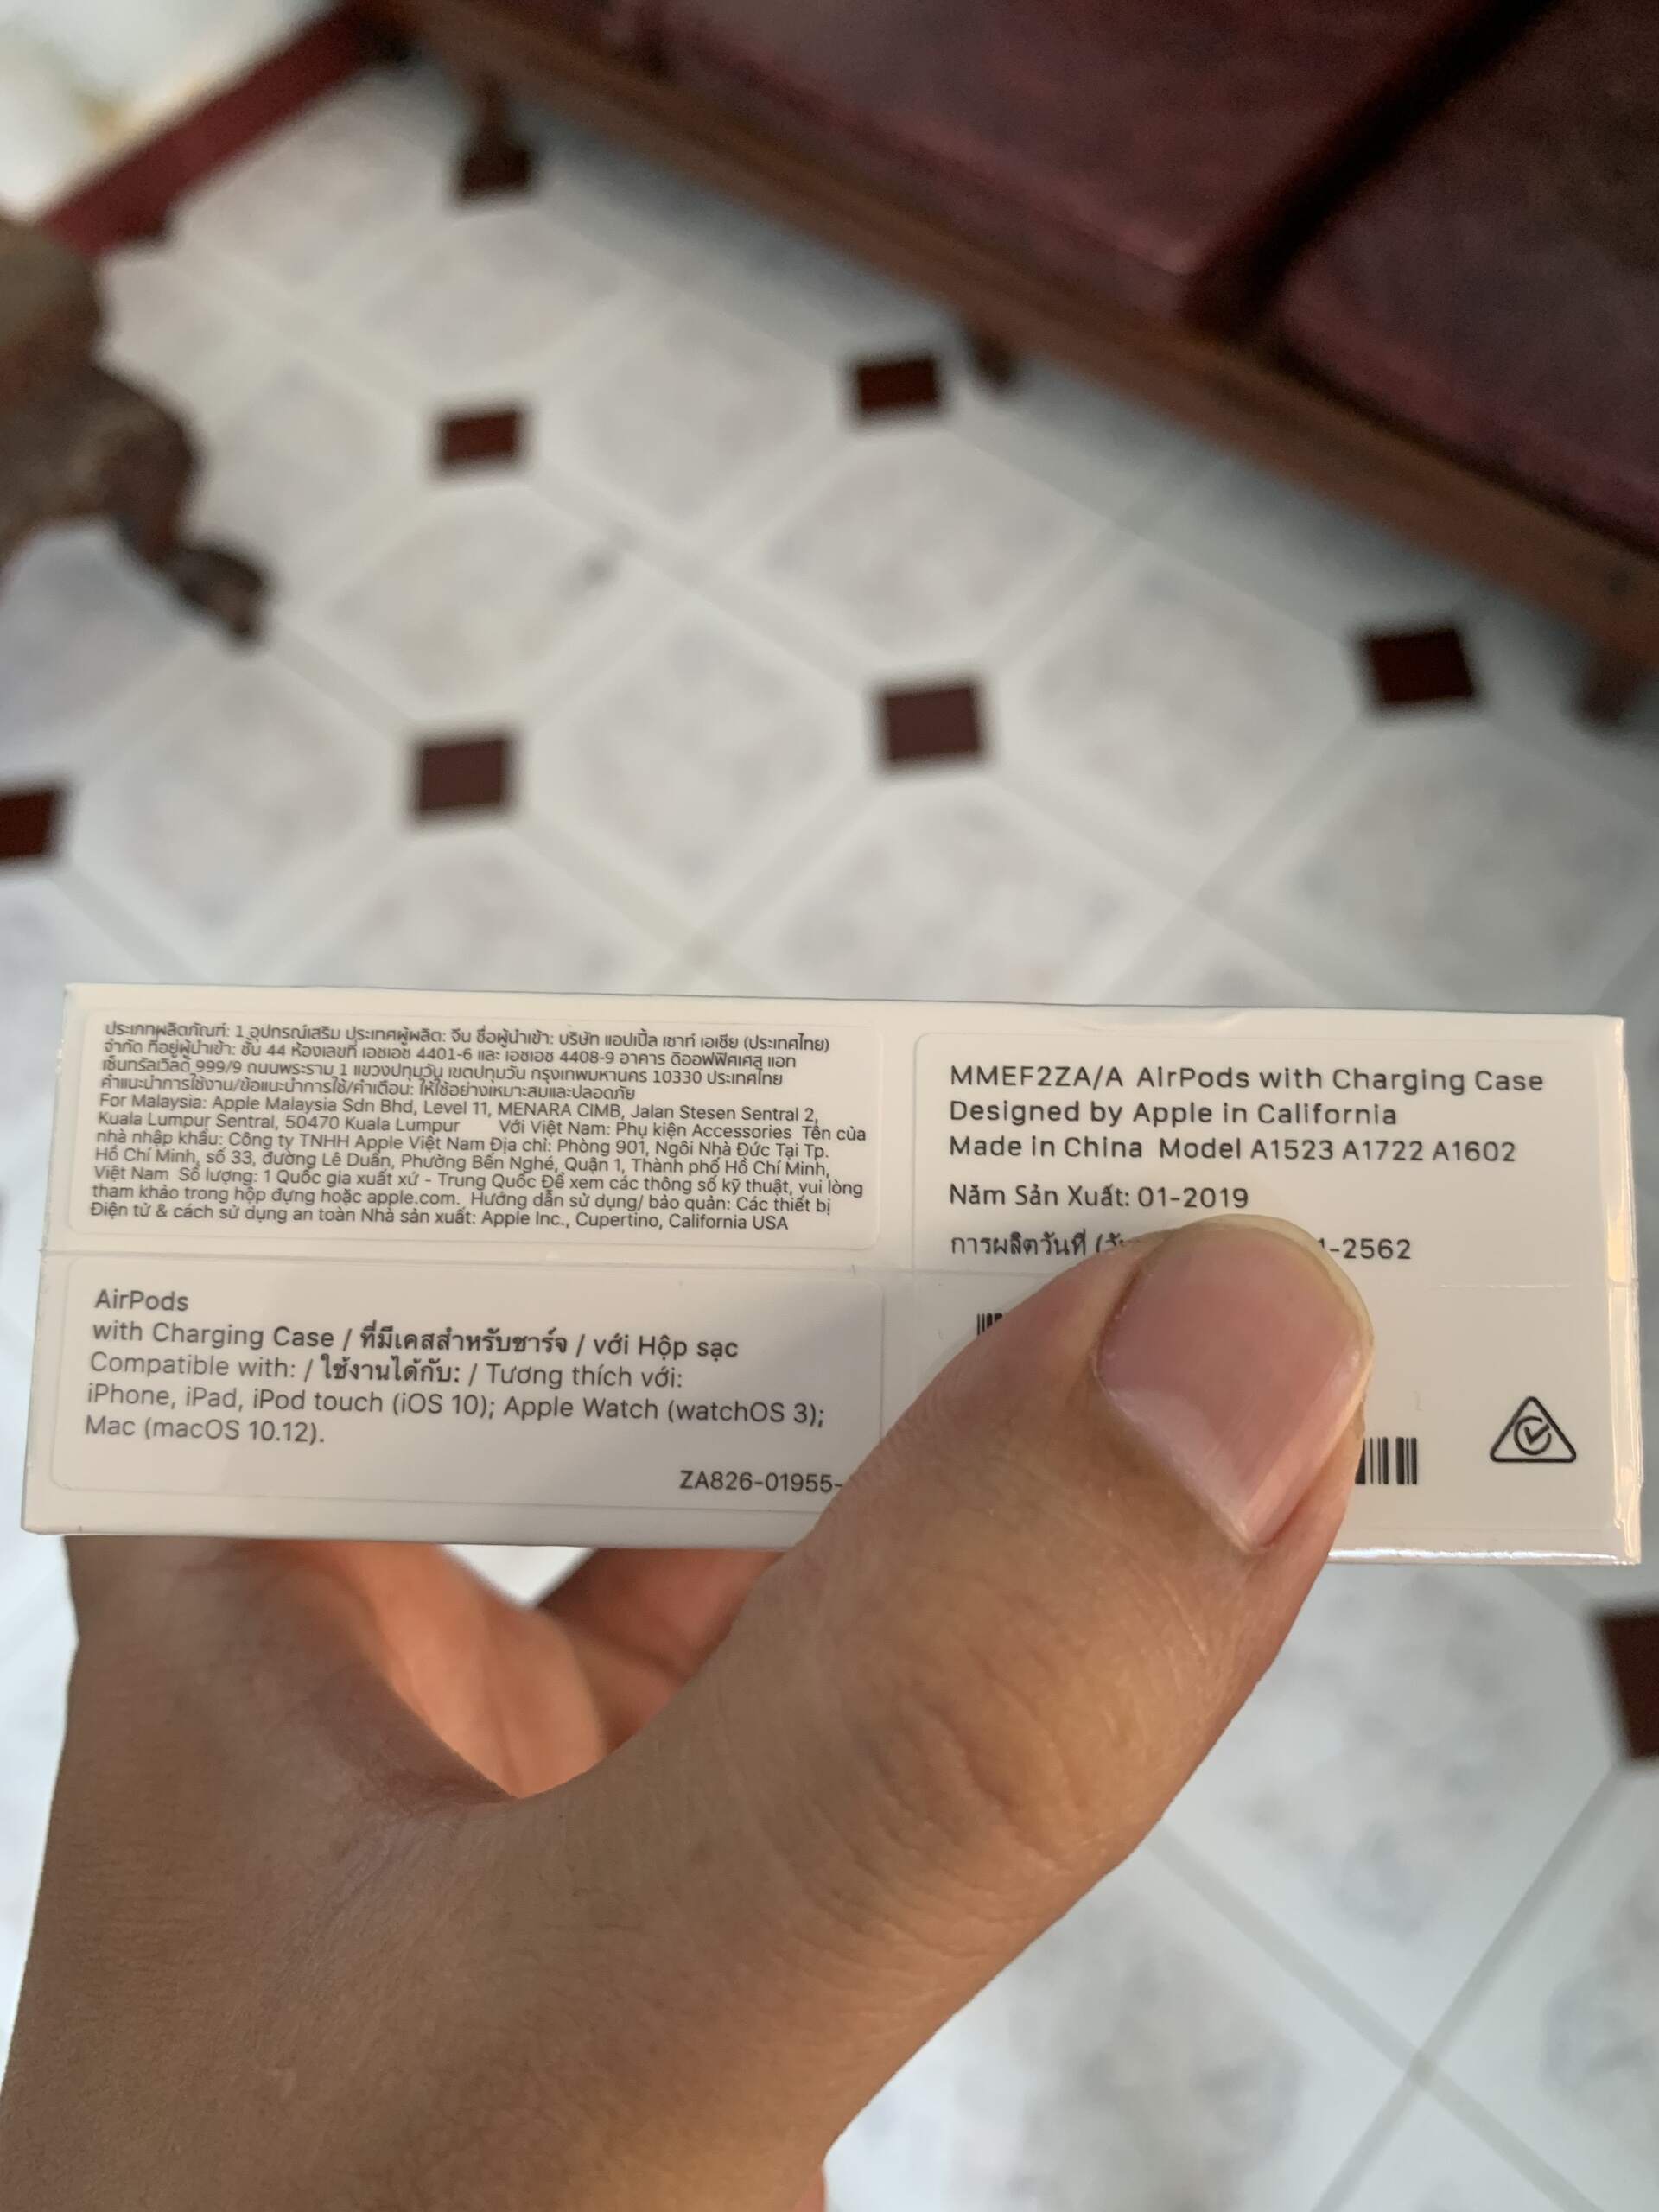 ประเภทผลิตภัณฑ์: 1 อุปกรณ์เสริม ประเทศผู้ผลิต: จีน ชื่อผู้นำเข้า: บริษัท แอปเปิ้ล เซาท์ เอเชีย (ประเทศไทย)
จำกัด ที่อยู่ผู้นำเข้า: ชั้น 44 ห้องเลขที่ เอชเอช 4401-6 และ เอชเอช 4408-9 อาคาร ดิออฟฟิศเศส แอท
เซ็นทรัลเวิลด์ 999/9 ถนนพระราม 1 แขวงปทุมวัน เขตปทุมวัน กรุงเทพมหานคร 10330 ประเทศไทย
คำแนะนำการใช้งาน/ข้อแนะนำการใช้/คำเตือน: ให้ใช้อย่างเหมาะสมและปลอดภัย
For Malaysia: Apple Malaysia Sdn Bhd, Level 11, MENARA CIMB, Jalan Stesen Sentral 2,
Kuala Lumpur Sentral, 50470 Kuala Lumpur Với Việt Nam: Phụ kiện Accessories Tên của
nhà nhập khẩu: Công ty TNHH Apple Việt Nam Địa chỉ: Phòng 901, Ngôi Nhà Đức Tại Tp.
Hồ Chí Minh, số 33, đường Lê Duẩn, Phường Bến Nghé, Quận 1, Thành phố Hồ Chí Minh,
Việt Nam Số lượng: 1 Quốc gia xuất xứ - Trung Quốc Để xem các thông số kỹ thuật, vui lòng
tham khảo trong hộp đựng hoặc apple.com. Hướng dẫn sử dụng/ bảo quản: Các thiết bị
Điện tử & cách sử dụng an toàn Nhà sản xuất: Apple Inc., Cupertino, California USA
AirPods
with Charging Case / ที่มีเคสสำหรับชาร์จ / với Hộp sạc
Compatible with: / ใช้งานได้กับ: / Tương thích với:
iPhone, iPad, iPod touch (iOS 10); Apple Watch (watchOS 3);
Mac (macOS 10.12).
ZA826-01955-
MMEF2ZA/A AirPods with Charging Case
Designed by Apple in California
Made in China Model A1523 A1722 A1602
Năm Sản Xuất: 01-2019
การผลิตวันที่ -2562